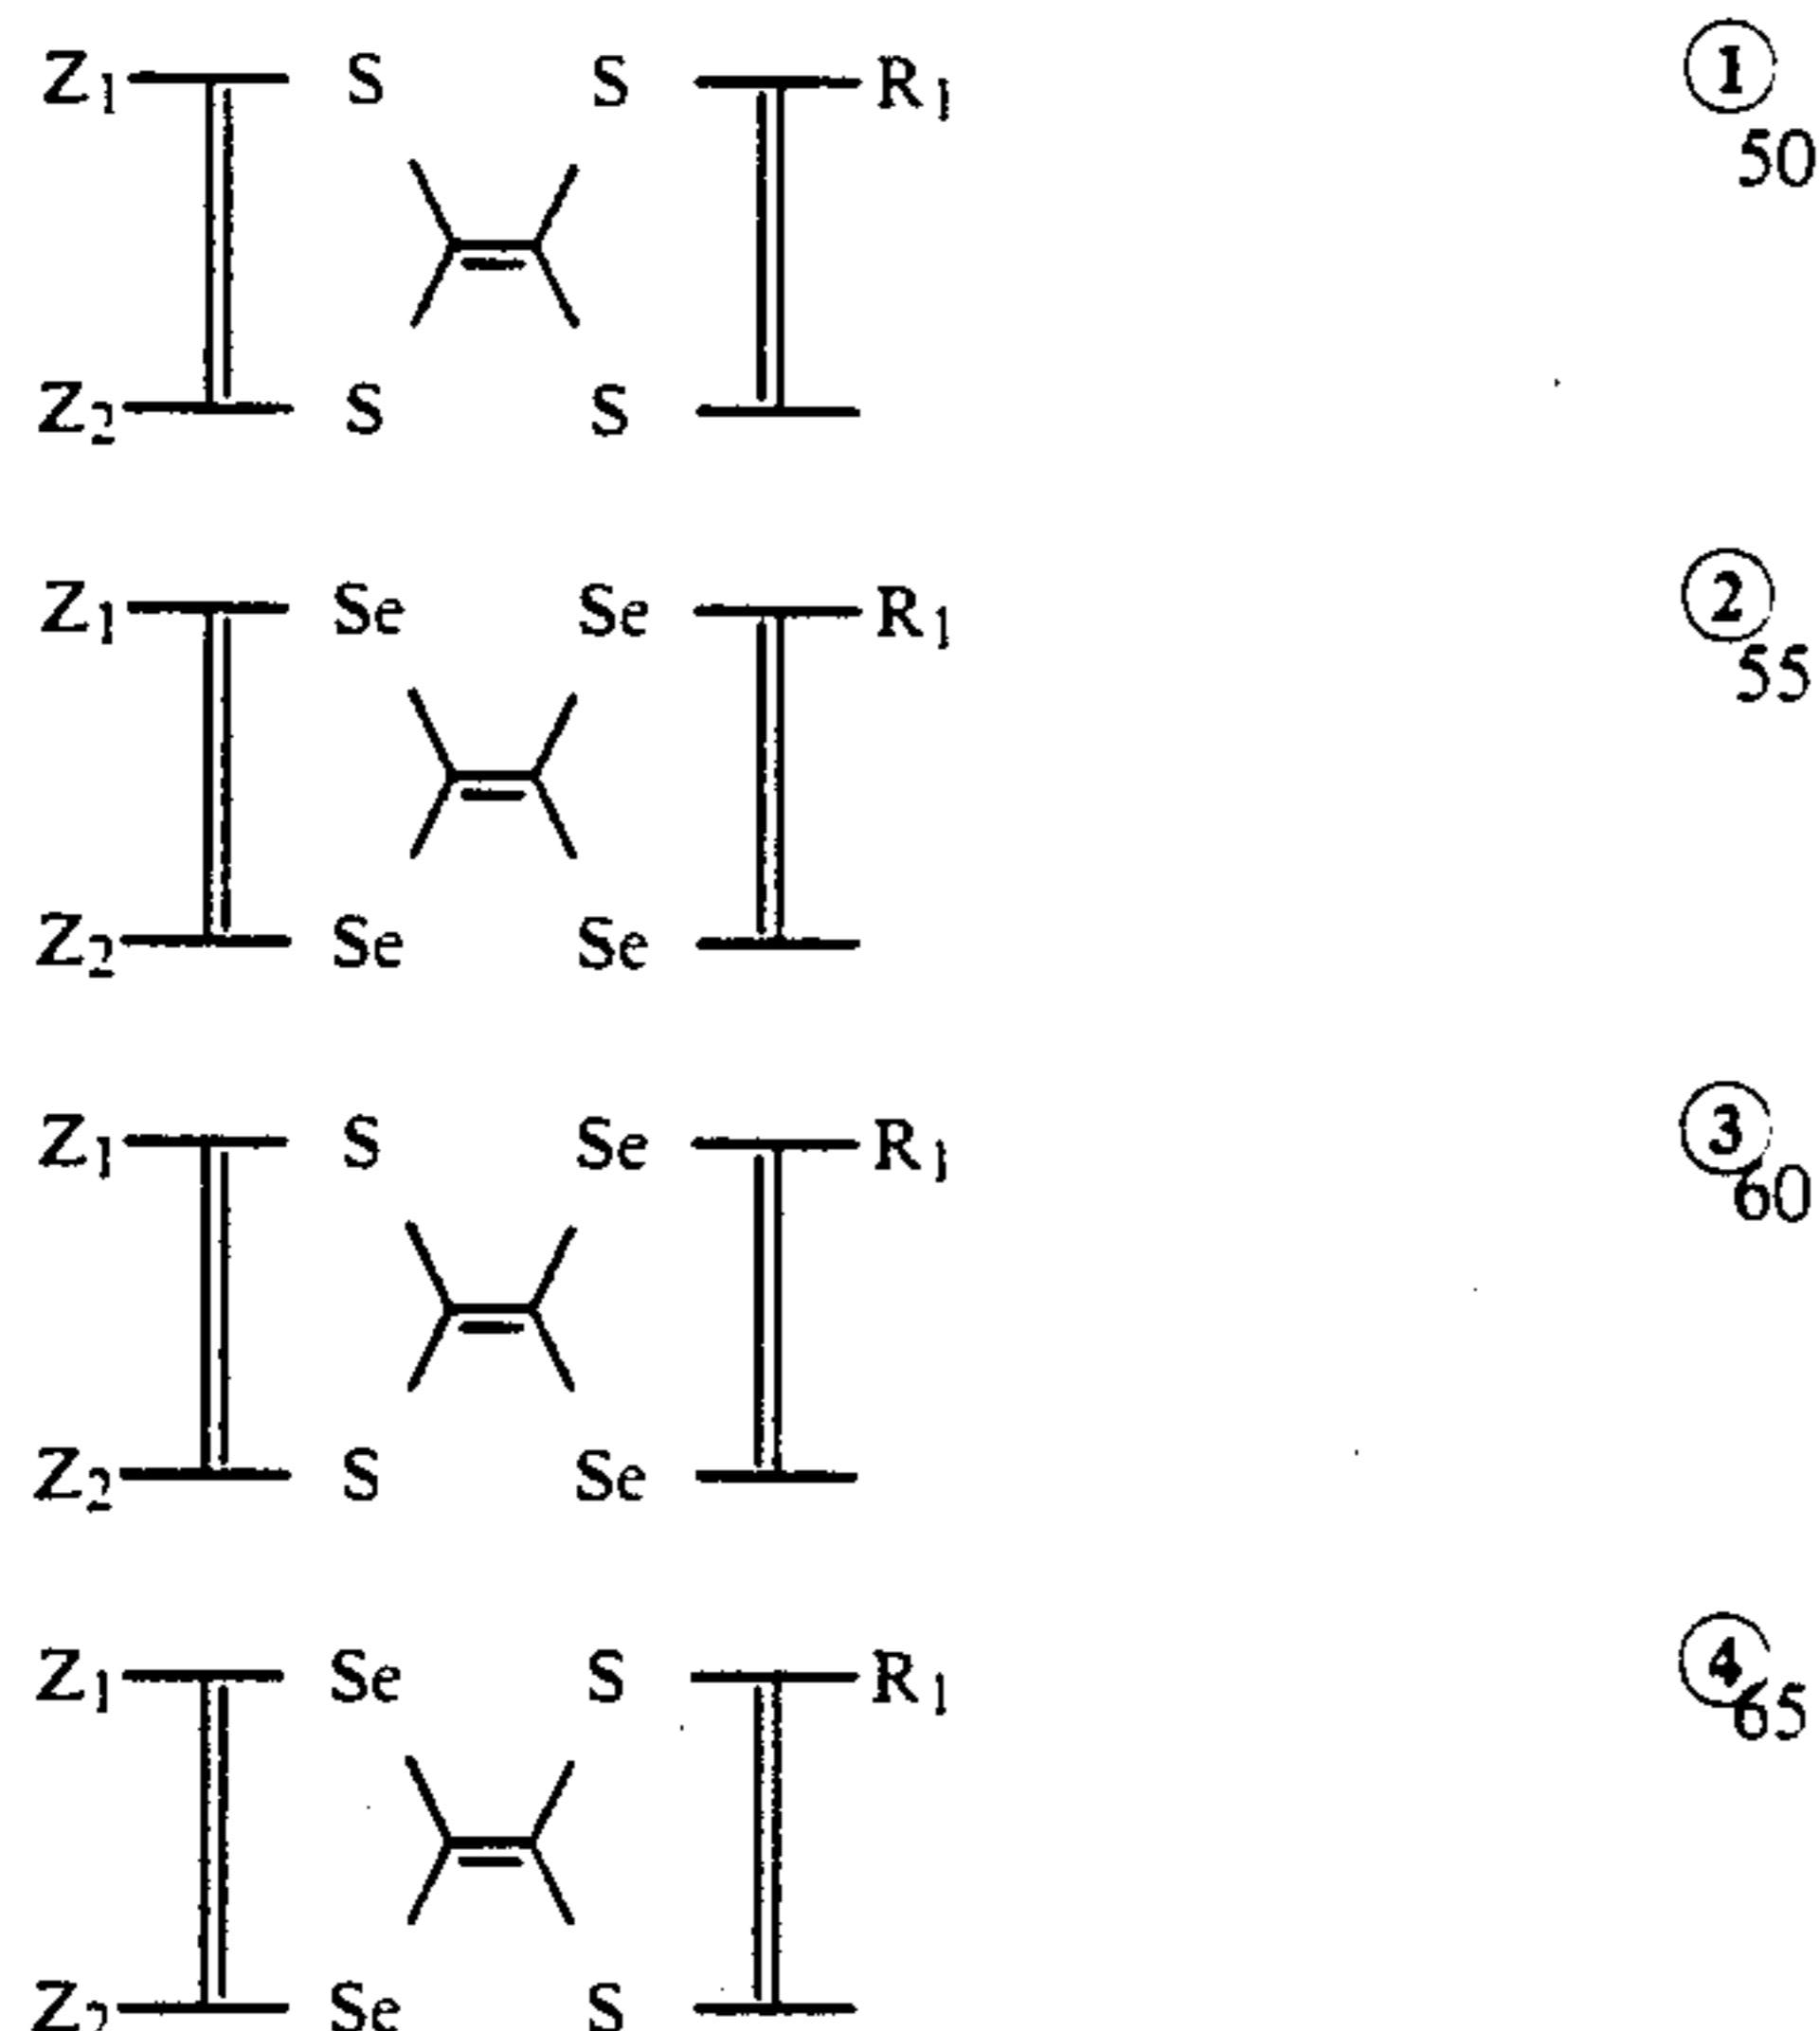 Z₁ S S R₁ ①
50
Z₂ S S
Z₁ Se Se R₁ ②
55
Z₂ Se Se
Z₁ S Se R₁ ③
60
Z₂ S Se
Z₁ Se S R₁ ④
65
Z₂ Se S